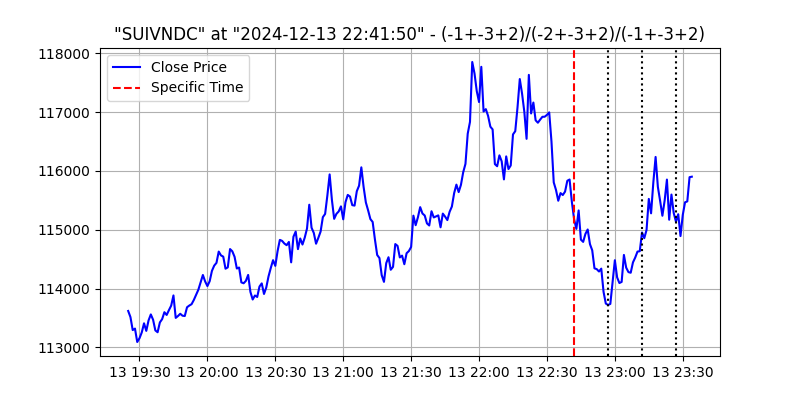 "SUIVNDC" at "2024-12-13 22:41:50" - (-1+-3+2)/(-2+-3+2)/(-1+-3+2)
118000
117000
116000
115000
114000
113000
Close Price
Specific Time
13 19:30 13 20:00 13 20:30 13 21:00 13 21:30 13 22:00 13 22:30 13 23:00 13 23:30